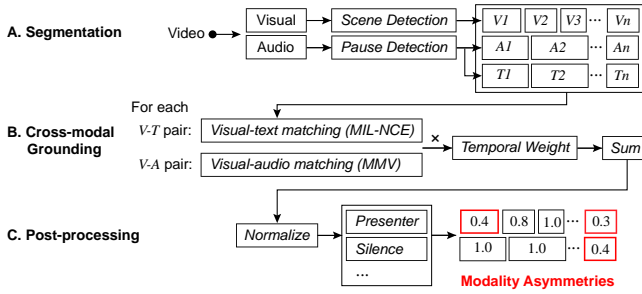 A. Segmentation
Video
Visual
Scene Detection
Audio
Pause Detection
V1 V2 V3 ... Vn
A1 A2 ... An
T1 T2 ... Tn
For each
B. Cross-modal
Grounding
V-T pair:
Visual-text matching (MIL-NCE)
V-A pair:
Visual-audio matching (MMV)
×
Temporal Weight
Sum
C. Post-processing
Normalize
Presenter
Silence
...
0.4 0.8 1.0 ... 0.3
1.0 1.0 ... 0.4
Modality Asymmetries